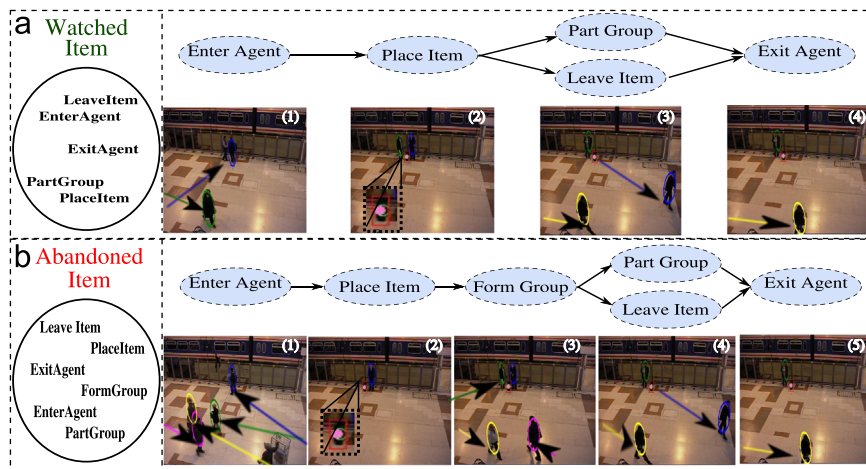 a
Watched
Item
LeaveItem
EnterAgent
ExitAgent
PartGroup
PlaceItem
Enter Agent
Place Item
Part Group
Leave Item
Exit Agent
(1)
(2)
(3)
(4)
b
Abandoned
Item
Leave Item
PlaceItem
ExitAgent
FormGroup
EnterAgent
PartGroup
Enter Agent
Place Item
Form Group
Part Group
Leave Item
Exit Agent
(1)
(2)
(3)
(4)
(5)